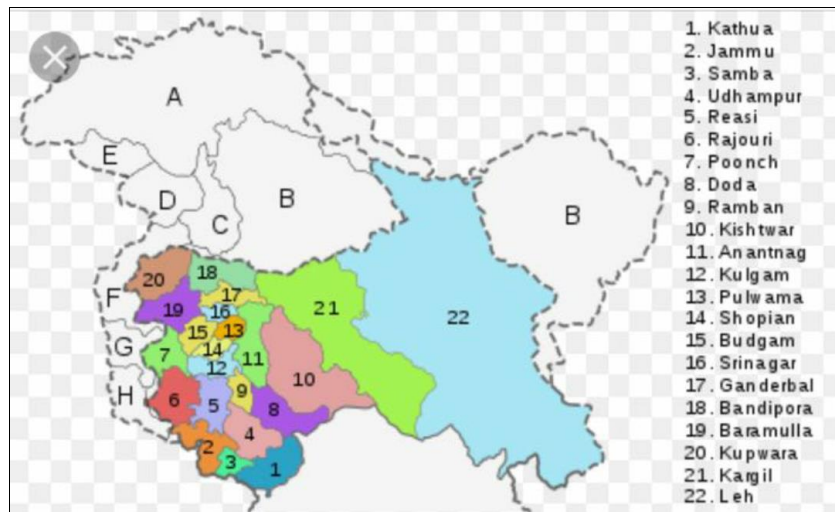 A
E
D
C
B
B
F
G
H
20
18
17
19
16
15
13
14
7
12
11
21
22
10
9
6
5
8
4
2
3
1
1. Kathua
2. Jammu
3. Samba
4. Udhampur
5. Reasi
6. Rajouri
7. Poonch
8. Doda
9. Ramban
10. Kishtwar
11. Anantnag
12. Kulgam
13. Pulwama
14. Shopian
15. Budgam
16. Srinagar
17. Ganderbal
18. Bandipora
19. Baramulla
20. Kupwara
21. Kargil
22. Leh